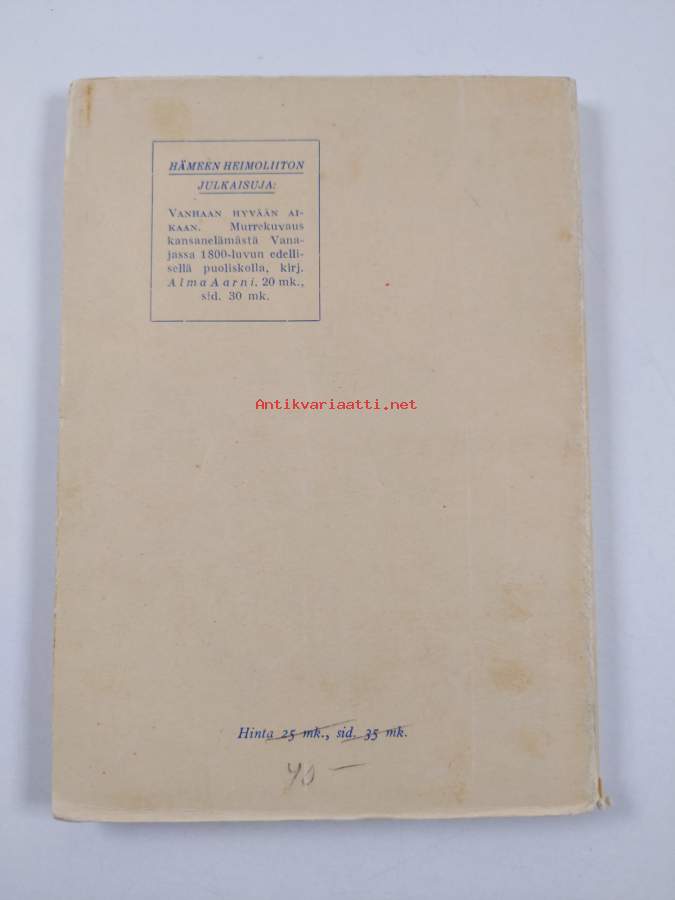 HÄMEEN HEIMOLIITON
JULKAISUJA:
VANHAAN HYVÄÄN AI-
KAAN. Murrekuvaus
kansanelämästä Vana-
jassa 1800-luvun edelli-
sellä puoliskolla, kirj.
Alma Aarni. 20 mk.,
sid. 30 mk.
Antikvariaatti.net
Hinta 25 mk., sid. 35 mk.
40 —